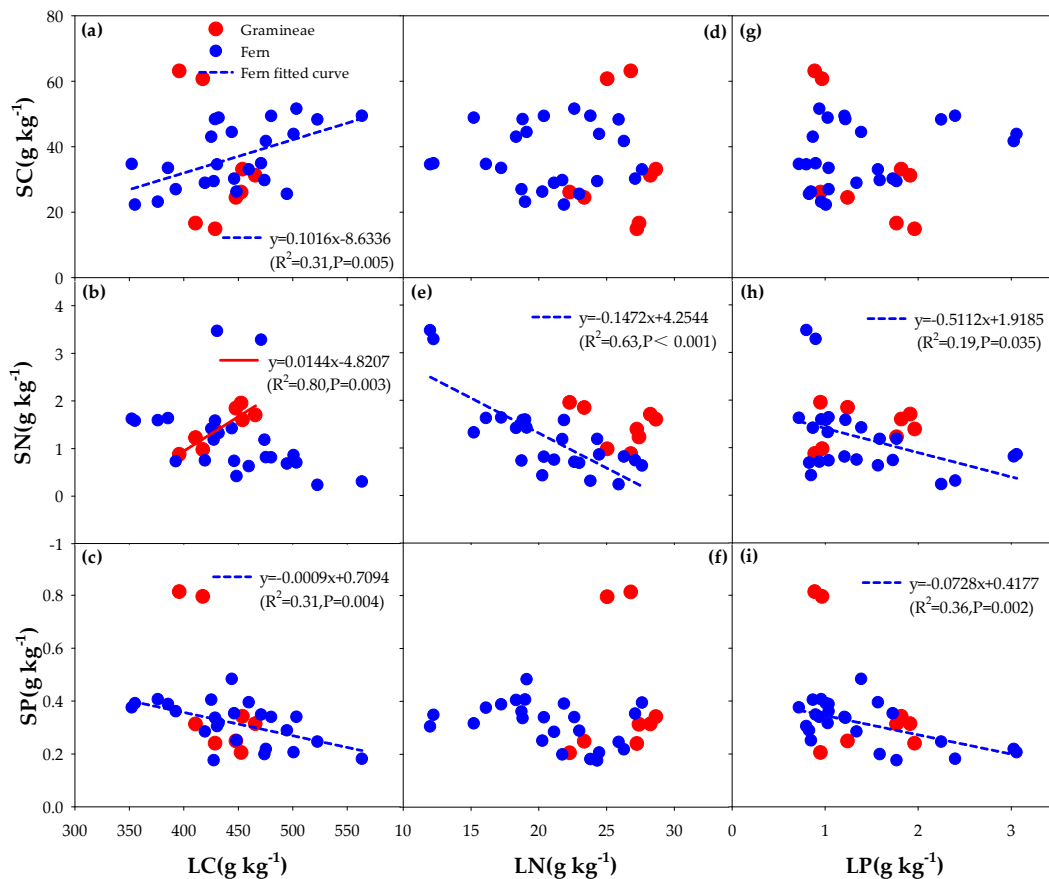 (a)
Gramineae
Fern
Fern fitted curve
y=0.1016x-8.6336
(R²=0.31,P=0.005)
(d)
(g)
80
60
40
20
0
SC(g kg⁻¹)
(b)
y=0.0144x-4.8207
(R²=0.80,P=0.003)
(e)
y=-0.1472x+4.2544
(R²=0.63,P< 0.001)
(h)
y=-0.5112x+1.9185
(R²=0.19,P=0.035)
4
3
2
1
0
-1
SN(g kg⁻¹)
(c)
y=-0.0009x+0.7094
(R²=0.31,P=0.004)
(f)
(i)
y=-0.0728x+0.4177
(R²=0.36,P=0.002)
0.8
0.6
0.4
0.2
0.0
SP(g kg⁻¹)
300 350 400 450 500 550
10 15 20 25 30
0 1 2 3
LC(g kg⁻¹)
LN(g kg⁻¹)
LP(g kg⁻¹)